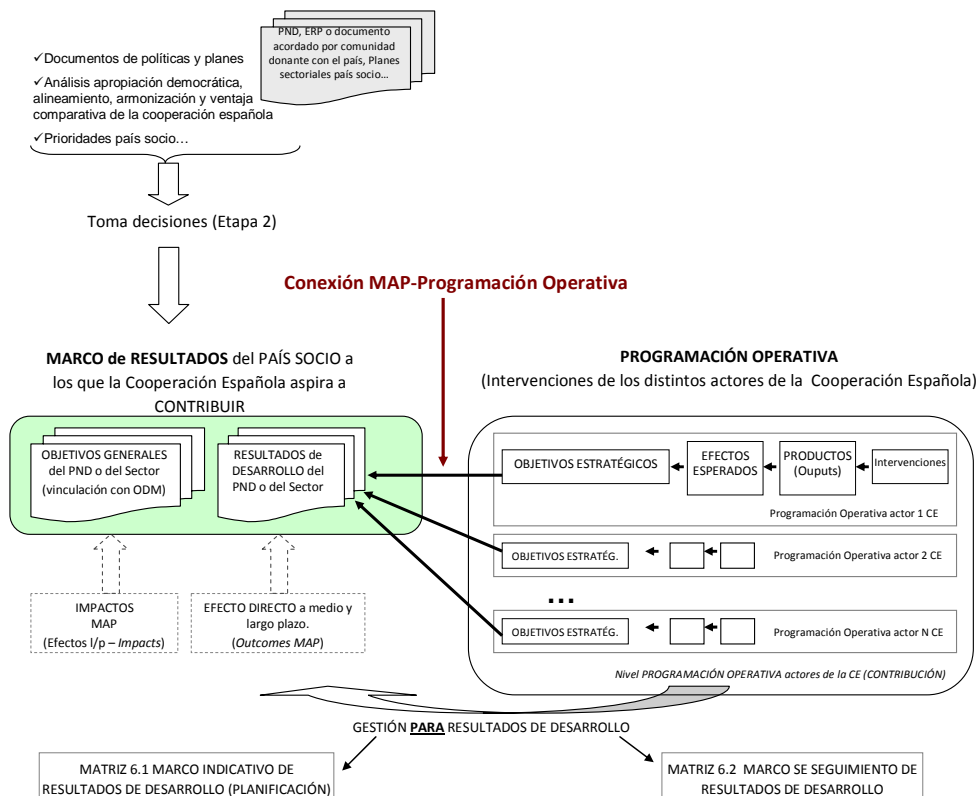 PND, ERP o documento
acordado por comunidad
donante con el país, Planes
sectoriales país socio…
✓Documentos de políticas y planes
✓Análisis apropiación democrática,
alineamiento, armonización y ventaja
comparativa de la cooperación española
✓Prioridades país socio…
Toma decisiones (Etapa 2)
Conexión MAP-Programación Operativa
MARCO de RESULTADOS del PAÍS SOCIO a
los que la Cooperación Española aspira a
CONTRIBUIR
OBJETIVOS GENERALES
del PND o del Sector
(vinculación con ODM)
RESULTADOS de
DESARROLLO del
PND o del Sector
IMPACTOS
MAP
(Efectos l/p – Impacts)
EFECTO DIRECTO a medio y
largo plazo.
(Outcomes MAP)
PROGRAMACIÓN OPERATIVA
(Intervenciones de los distintos actores de la Cooperación Española)
OBJETIVOS ESTRATÉGICOS
EFECTOS
ESPERADOS
PRODUCTOS
(Ouputs)
Intervenciones
Programación Operativa actor 1 CE
OBJETIVOS ESTRATÉG.
Programación Operativa actor 2 CE
...
OBJETIVOS ESTRATÉG.
Programación Operativa actor N CE
Nivel PROGRAMACIÓN OPERATIVA actores de la CE (CONTRIBUCIÓN)
GESTIÓN PARA RESULTADOS DE DESARROLLO
MATRIZ 6.1 MARCO INDICATIVO DE
RESULTADOS DE DESARROLLO (PLANIFICACIÓN)
MATRIZ 6.2 MARCO SE SEGUIMIENTO DE
RESULTADOS DE DESARROLLO